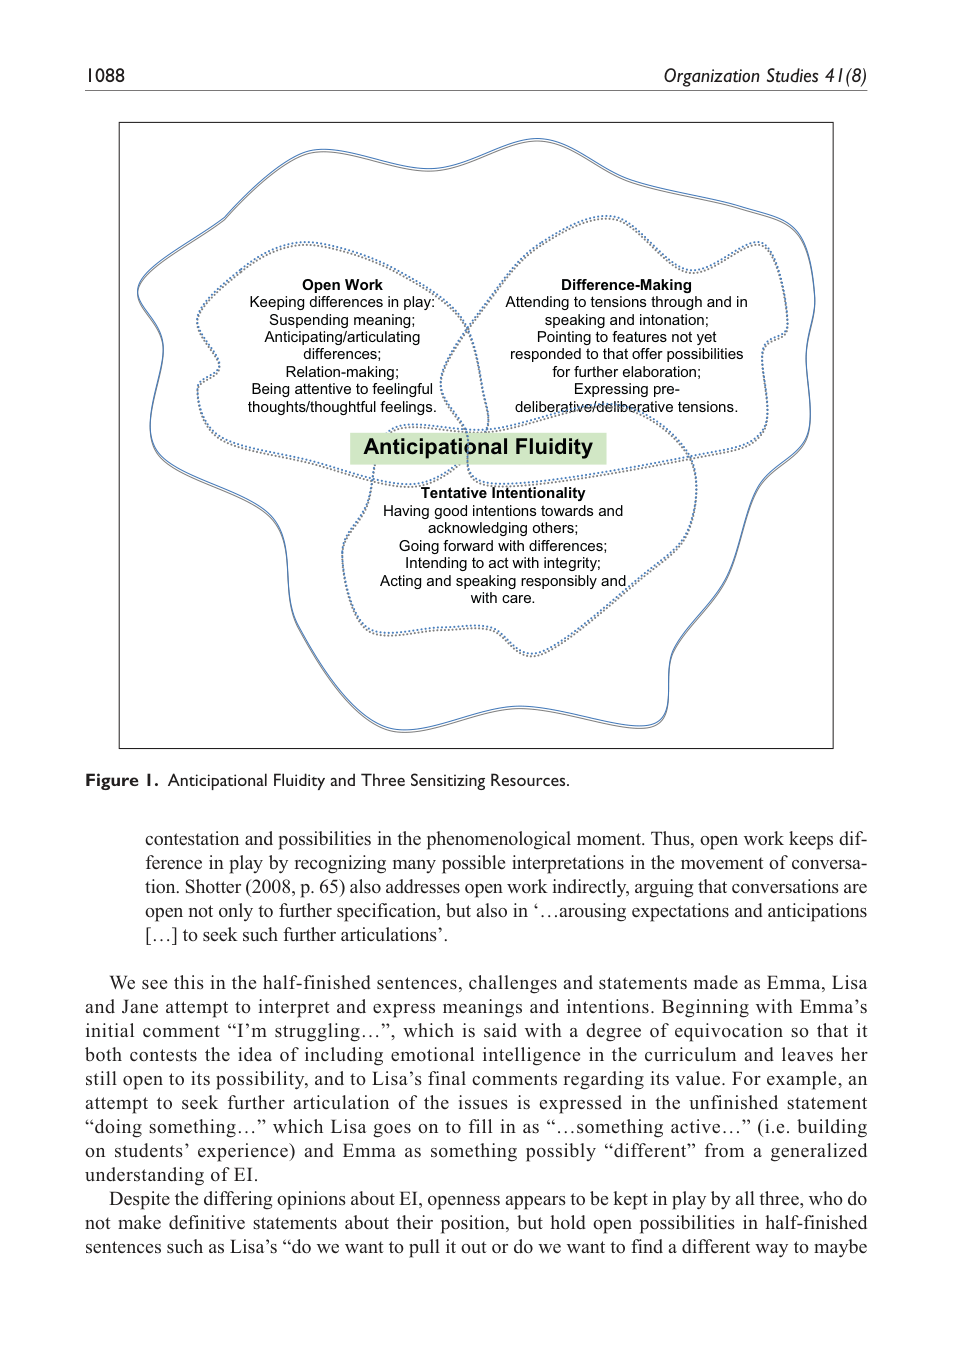 1088
Organization Studies 41(8)
Open Work
Keeping differences in play:
Suspending meaning;
Anticipating/articulating
differences;
Relation-making;
Being attentive to feelingful
thoughts/thoughtful feelings.
Difference-Making
Attending to tensions through and in
speaking and intonation;
Pointing to features not yet
responded to that offer possibilities
for further elaboration;
Expressing pre-
deliberative/deliberative tensions.
Anticipational Fluidity
Tentative Intentionality
Having good intentions towards and
acknowledging others;
Going forward with differences;
Intending to act with integrity;
Acting and speaking responsibly and
with care.
Figure 1. Anticipational Fluidity and Three Sensitizing Resources.
contestation and possibilities in the phenomenological moment. Thus, open work keeps dif-
ference in play by recognizing many possible interpretations in the movement of conversa-
tion. Shotter (2008, p. 65) also addresses open work indirectly, arguing that conversations are
open not only to further specification, but also in ‘…arousing expectations and anticipations
[…] to seek such further articulations’.
We see this in the half-finished sentences, challenges and statements made as Emma, Lisa
and Jane attempt to interpret and express meanings and intentions. Beginning with Emma’s
initial comment “I’m struggling…”, which is said with a degree of equivocation so that it
both contests the idea of including emotional intelligence in the curriculum and leaves her
still open to its possibility, and to Lisa’s final comments regarding its value. For example, an
attempt to seek further articulation of the issues is expressed in the unfinished statement
“doing something…” which Lisa goes on to fill in as “…something active…” (i.e. building
on students’ experience) and Emma as something possibly “different” from a generalized
understanding of EI.
Despite the differing opinions about EI, openness appears to be kept in play by all three, who do
not make definitive statements about their position, but hold open possibilities in half-finished
sentences such as Lisa’s “do we want to pull it out or do we want to find a different way to maybe